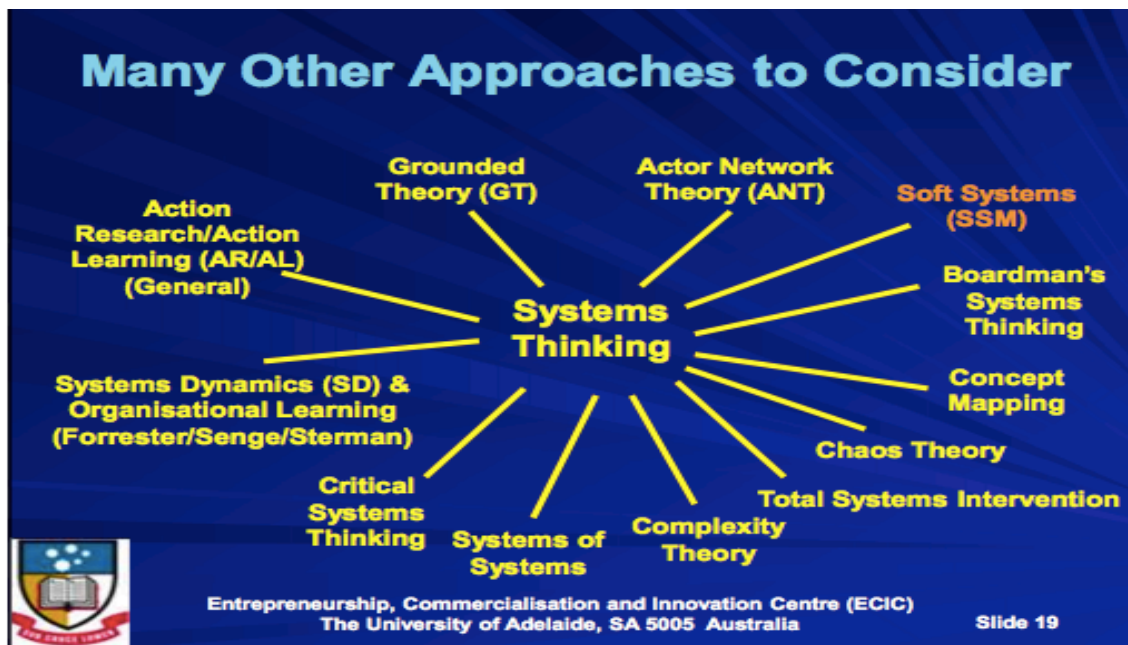 Many Other Approaches to Consider
Grounded
Theory (GT)
Actor Network
Theory (ANT)
Soft Systems
(SSM)
Action
Research/Action
Learning (AR/AL)
(General)
Boardman's
Systems
Thinking
Systems
Thinking
Systems Dynamics (SD) &
Organisational Learning
(Forrester/Senge/Sterman)
Concept
Mapping
Chaos Theory
Critical
Systems
Thinking
Systems of
Systems
Complexity
Theory
Total Systems Intervention
Entrepreneurship, Commercialisation and Innovation Centre (ECIC)
The University of Adelaide, SA 5005 Australia
Slide 19